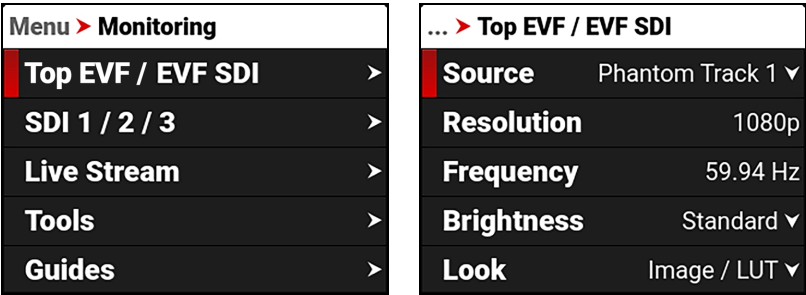 Menu ➤ Monitoring
Top EVF / EVF SDI
SDI 1 / 2 / 3
Live Stream
Tools
Guides
... ➤ Top EVF / EVF SDI
Source Phantom Track 1
Resolution 1080p
Frequency 59.94 Hz
Brightness Standard
Look Image / LUT